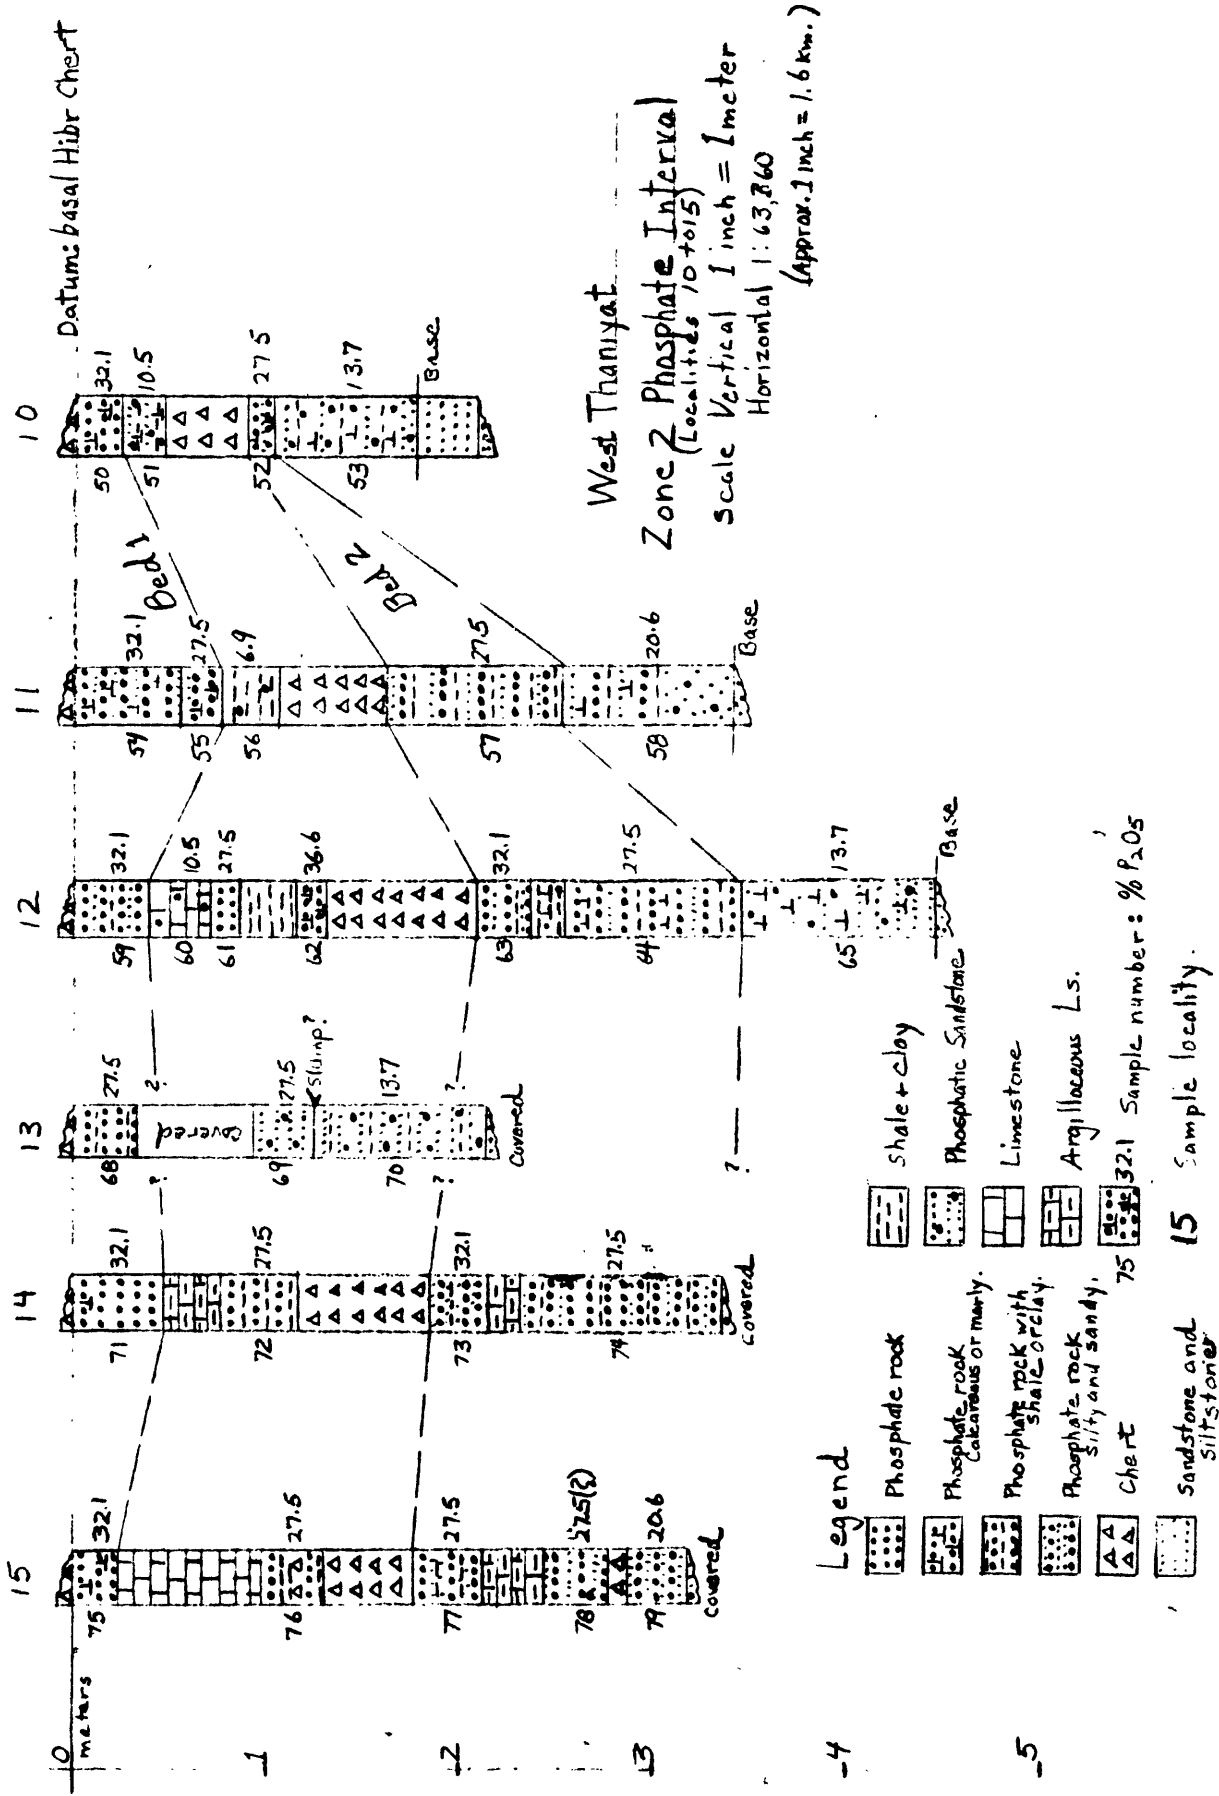 Datum: basal Hibr Chert
0
meters
1
2
3
4
5
15
75 32.1
76 27.5
77 27.5
78 27.5(?)
79 20.6
Covered
14
71 32.1
72 27.5
73 32.1
74 27.5
Covered
13
68 27.5
Covered
69 27.5
slump?
70 13.7
Covered
? ?
? ?
?
12
59 32.1
60 10.5
61 27.5
62 36.6
63 32.1
64 27.5
65 13.7
Base
11
54 32.1
55 27.5
56 6.9
57 27.5
58 20.6
Base
Bed 1
Bed 2
10
50 32.1
51 10.5
52 27.5
53 13.7
Base
West Thaniyat
Zone 2 Phosphate Interval
(Localities 10 to 15)
Scale Vertical 1 inch = 1 meter
Horizontal 1:63,360
(Approx. 1 inch = 1.6 km.)
Legend
Phosphate rock
Phosphate rock
Calcareous or marly.
Phosphate rock with
shale or clay.
Phosphate rock
silty and sandy.
Chert
Sandstone and
siltstone
Shale + clay
Phosphatic Sandstone
Limestone
Argillaceous Ls.
75 32.1 Sample number: % P₂O₅
15 Sample locality.